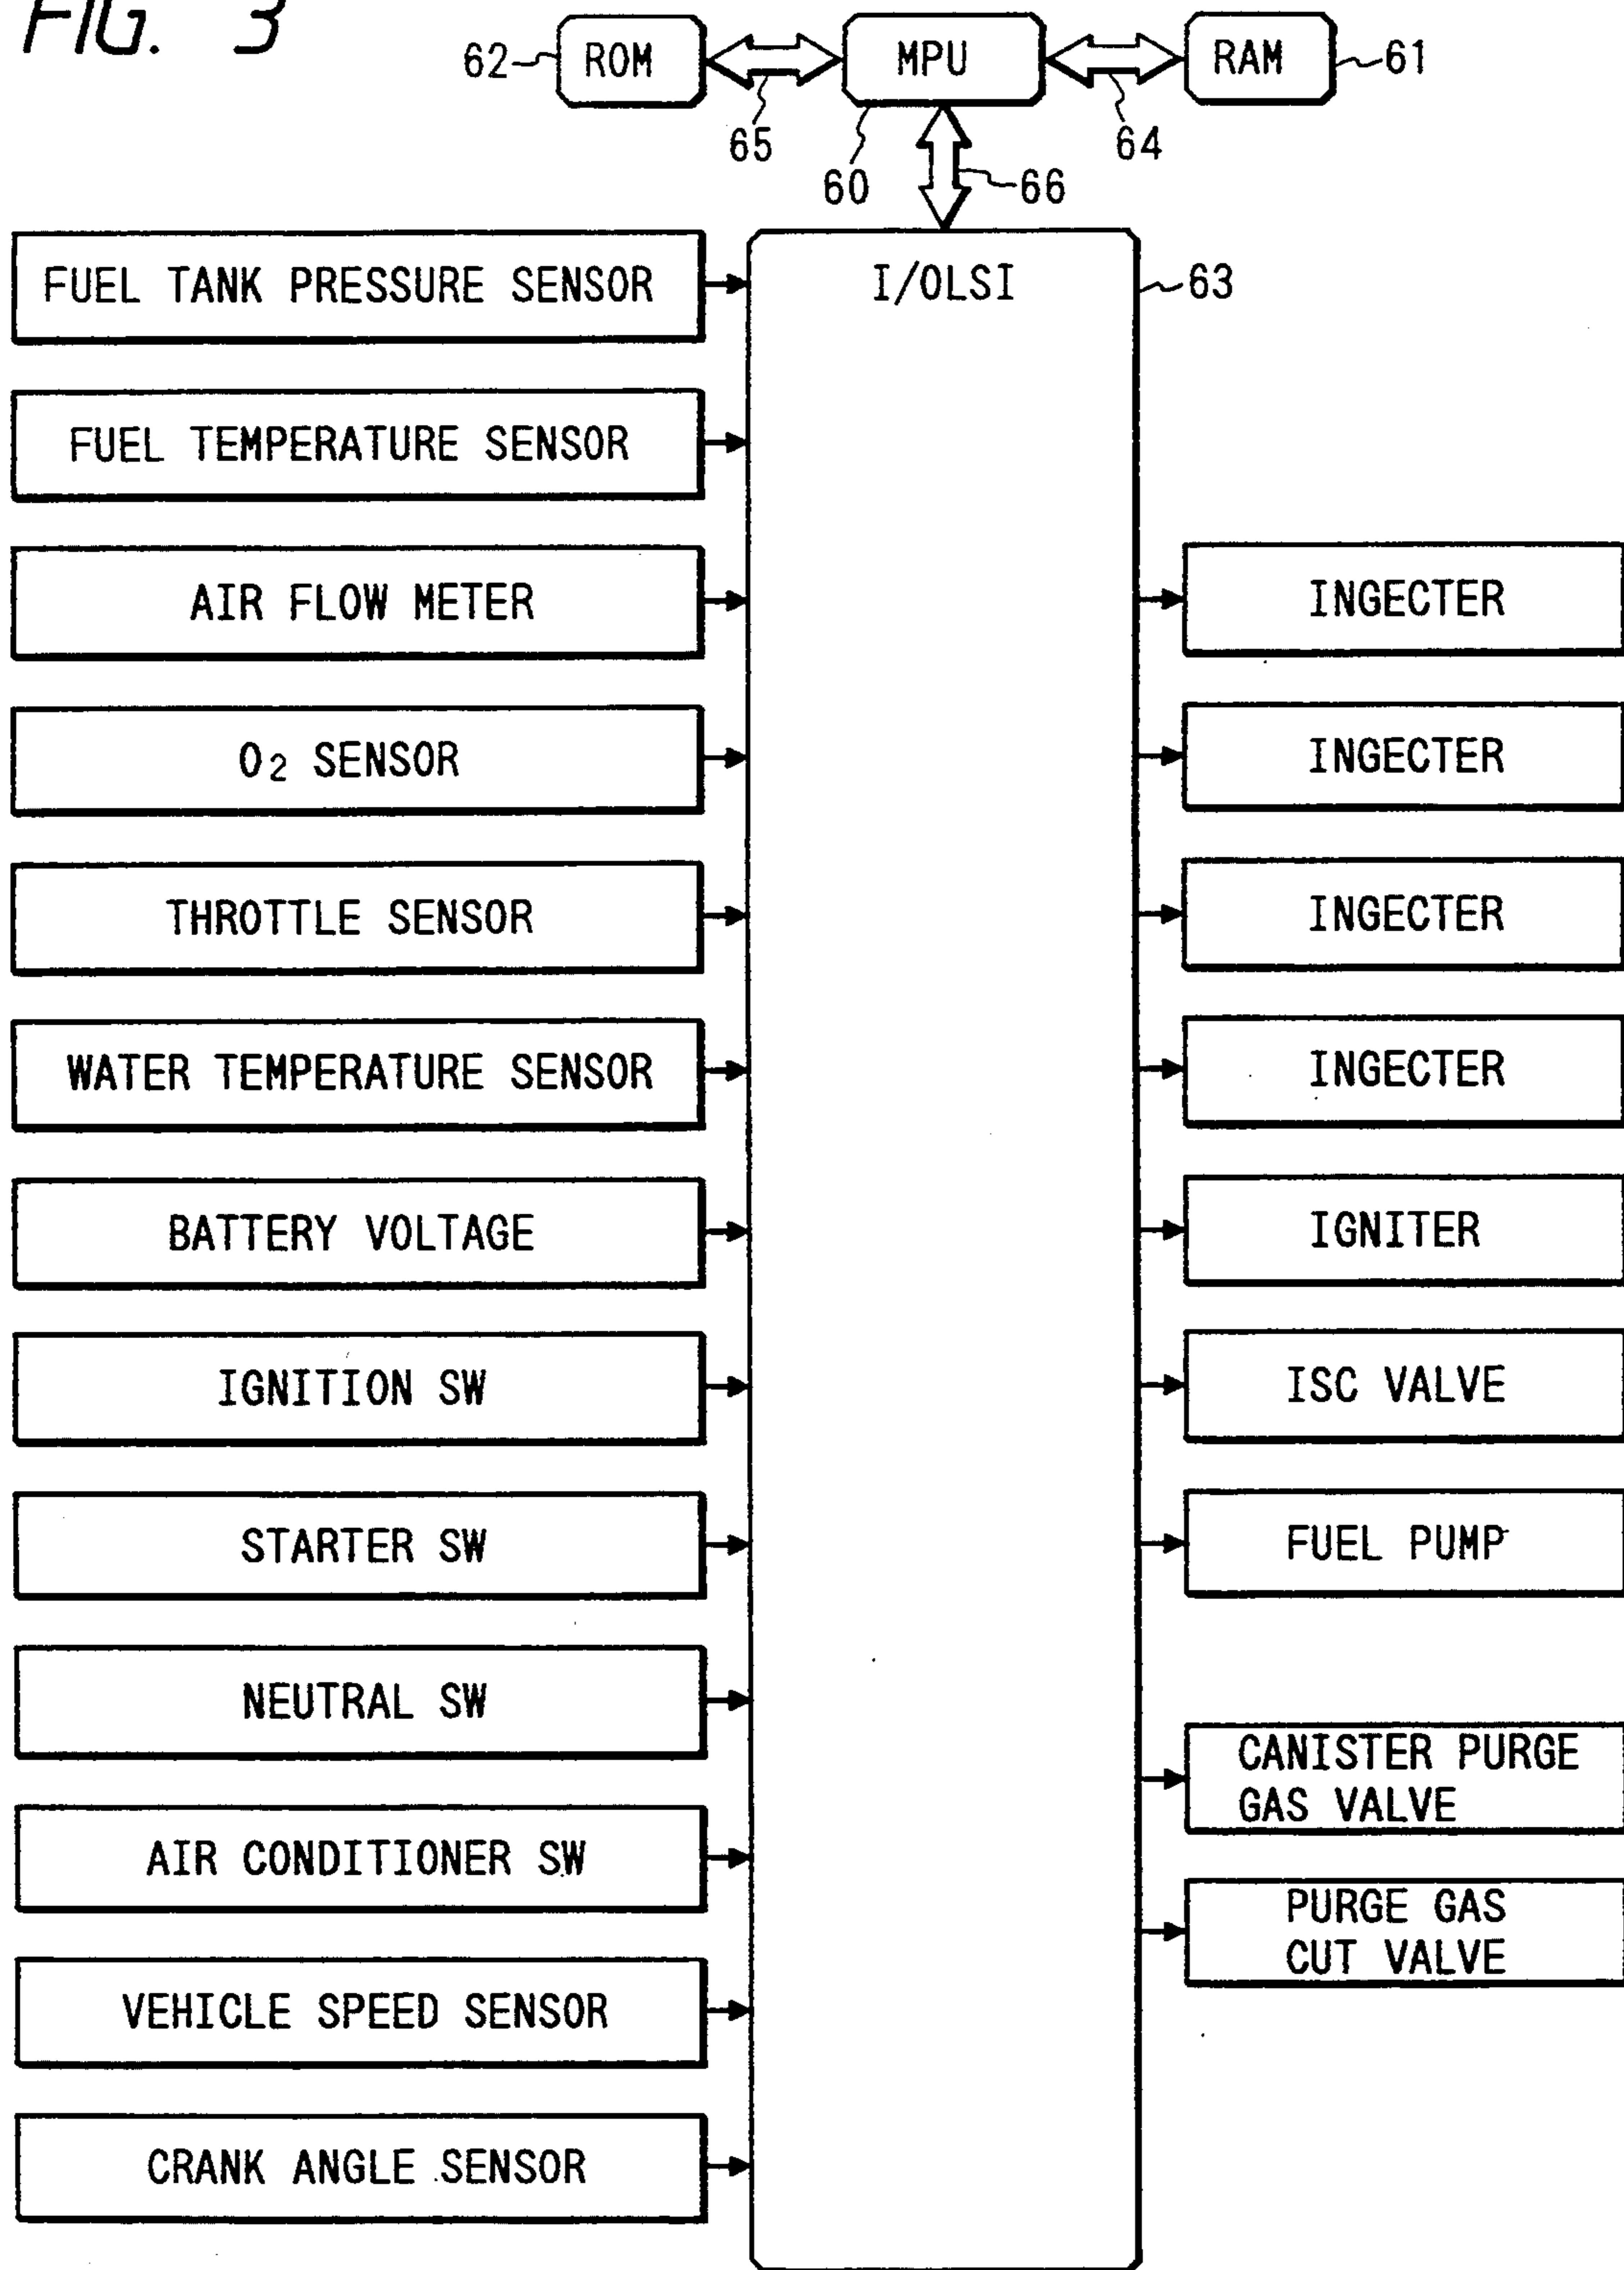 FIG. 3
62 ROM MPU RAM 61
65 60 66 64
FUEL TANK PRESSURE SENSOR
FUEL TEMPERATURE SENSOR
AIR FLOW METER
O₂ SENSOR
THROTTLE SENSOR
WATER TEMPERATURE SENSOR
BATTERY VOLTAGE
IGNITION SW
STARTER SW
NEUTRAL SW
AIR CONDITIONER SW
VEHICLE SPEED SENSOR
CRANK ANGLE SENSOR
I/OLSI
63
INGECTER
INGECTER
INGECTER
INGECTER
IGNITER
ISC VALVE
FUEL PUMP
CANISTER PURGE
GAS VALVE
PURGE GAS
CUT VALVE